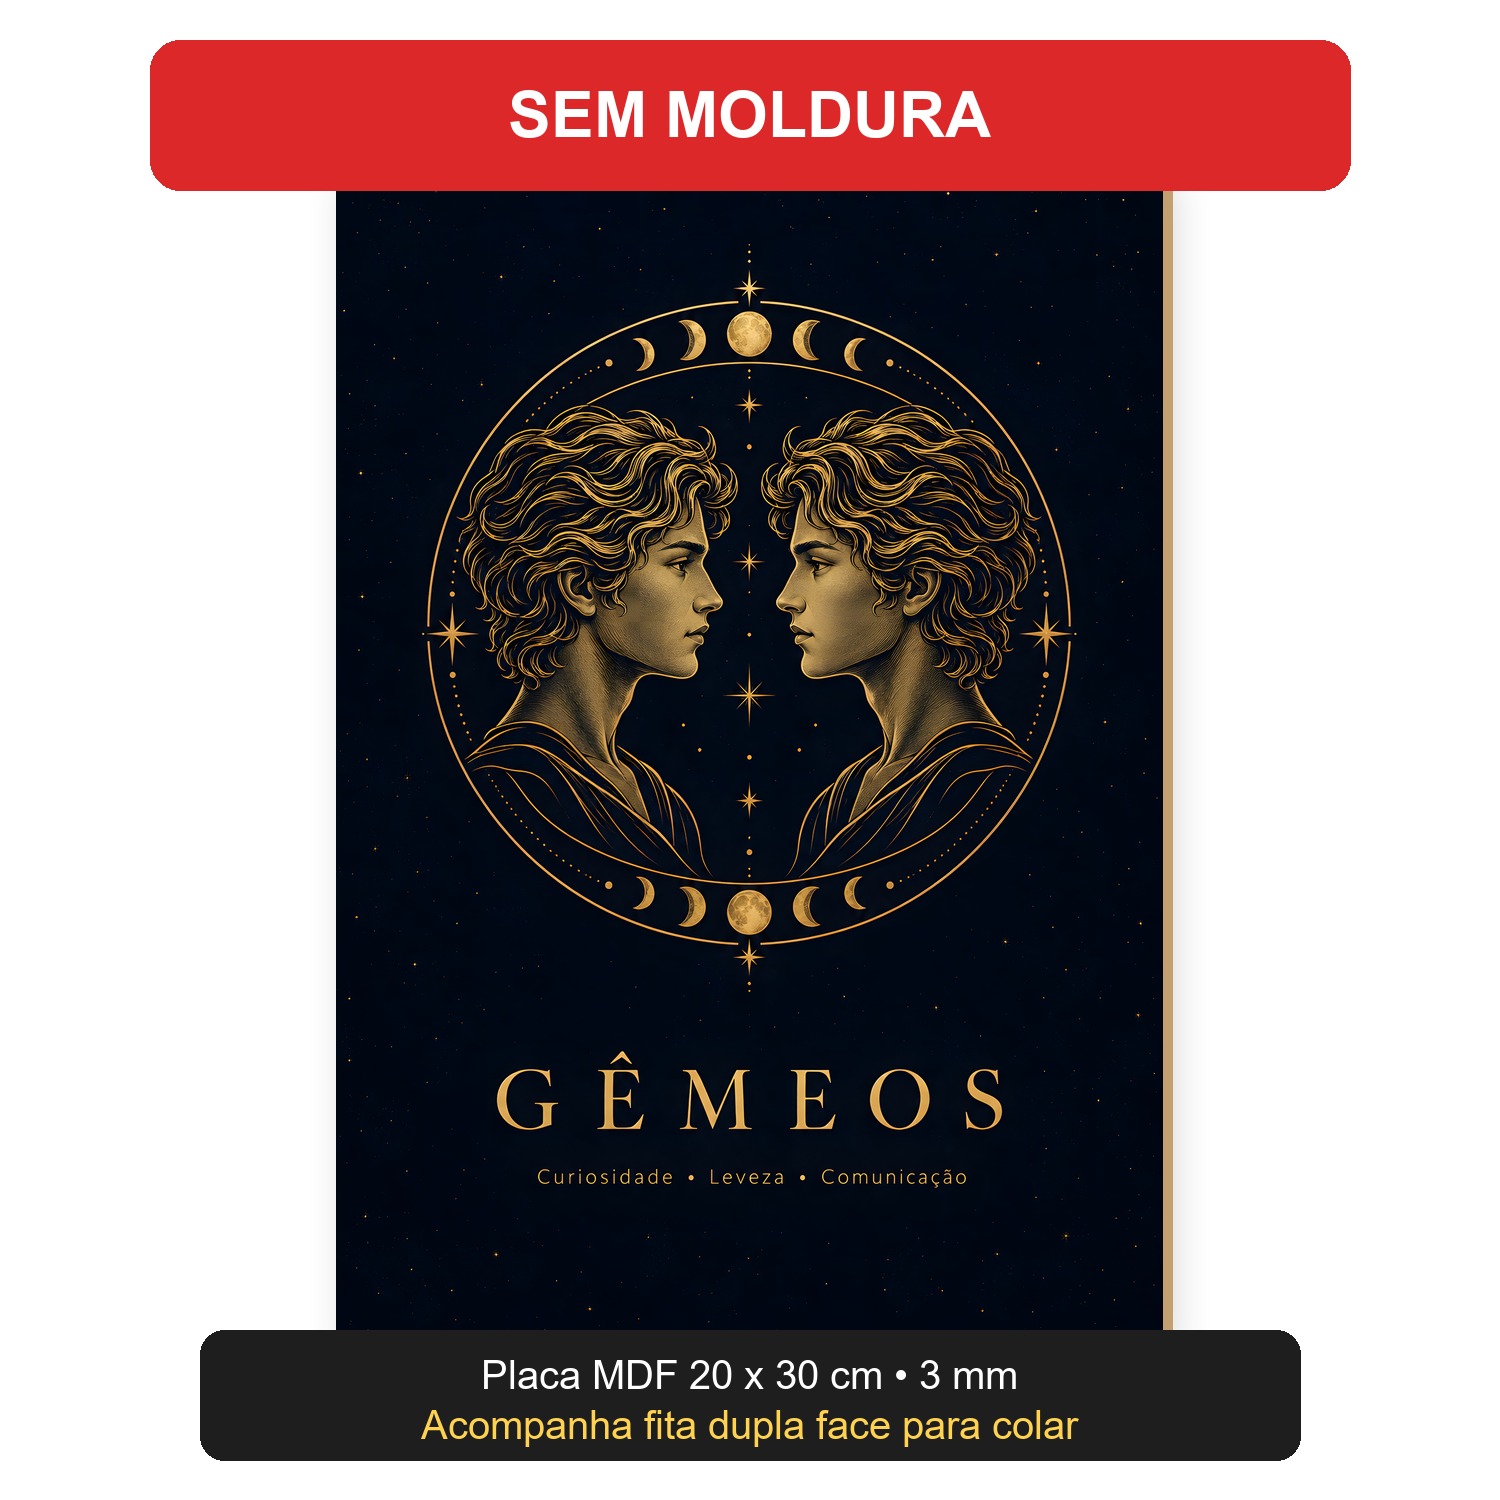 SEM MOLDURA
GÊMEOS
Curiosidade • Leveza • Comunicação
Placa MDF 20 x 30 cm • 3 mm
Acompanha fita dupla face para colar